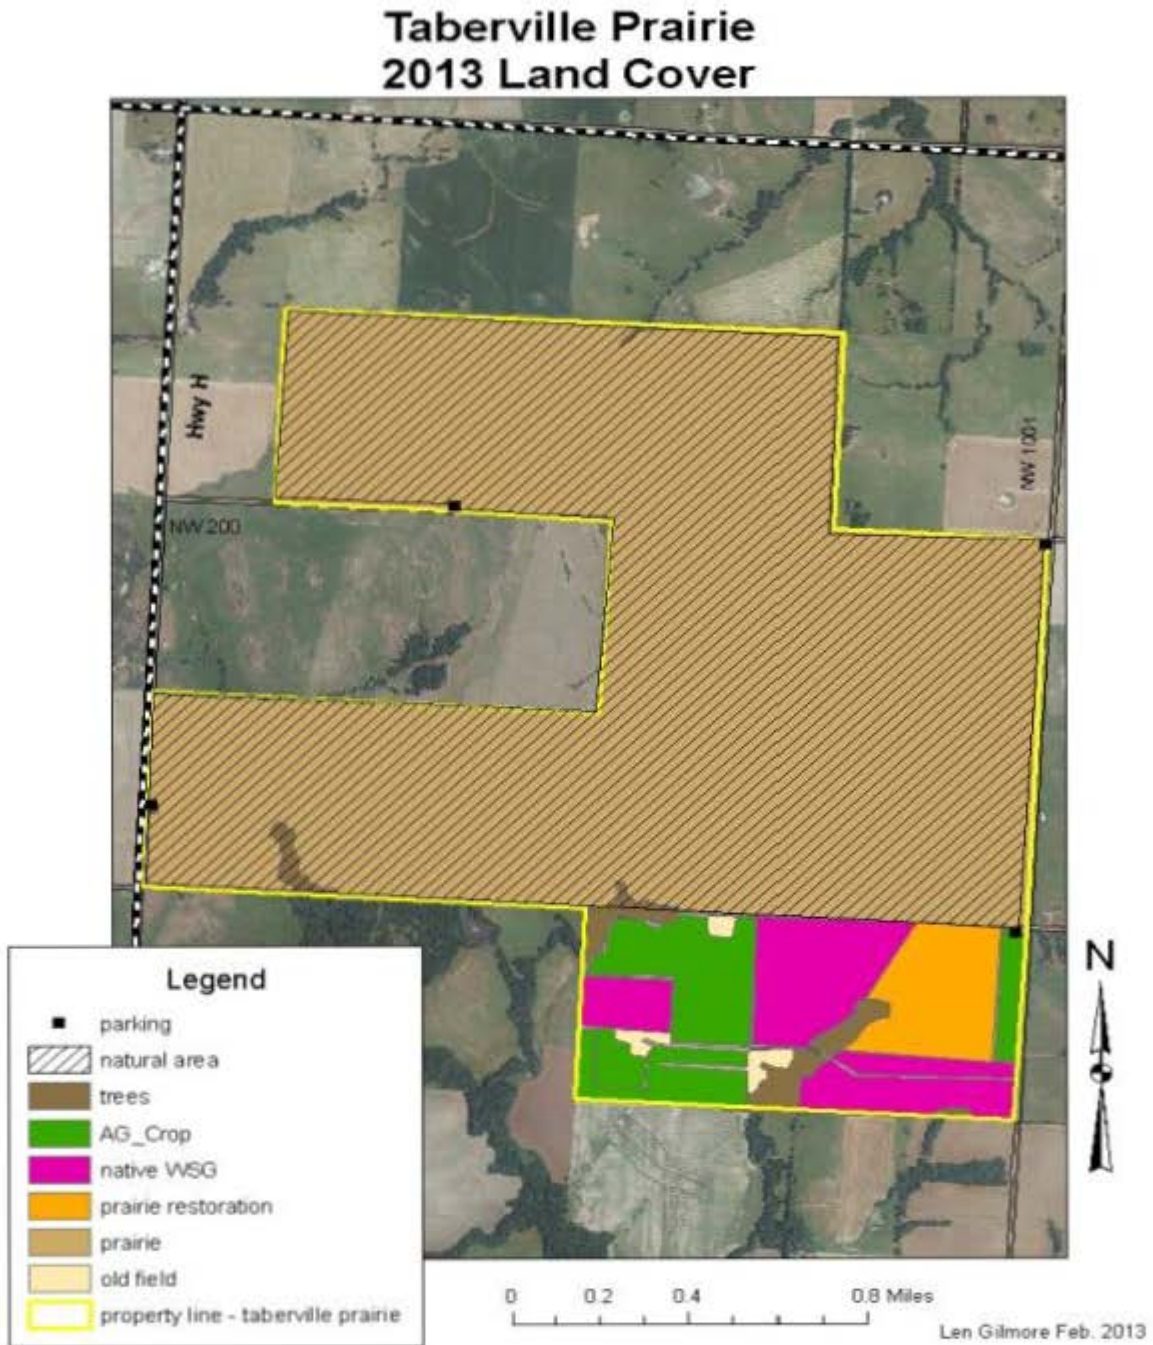 Taberville Prairie
2013 Land Cover
Hwy H
NW 1001
NW 200
N
Legend
parking
natural area
trees
AG_Crop
native WSG
prairie restoration
prairie
old field
property line - taberville prairie
0 0.2 0.4 0.8 Miles
Len Gilmore Feb. 2013